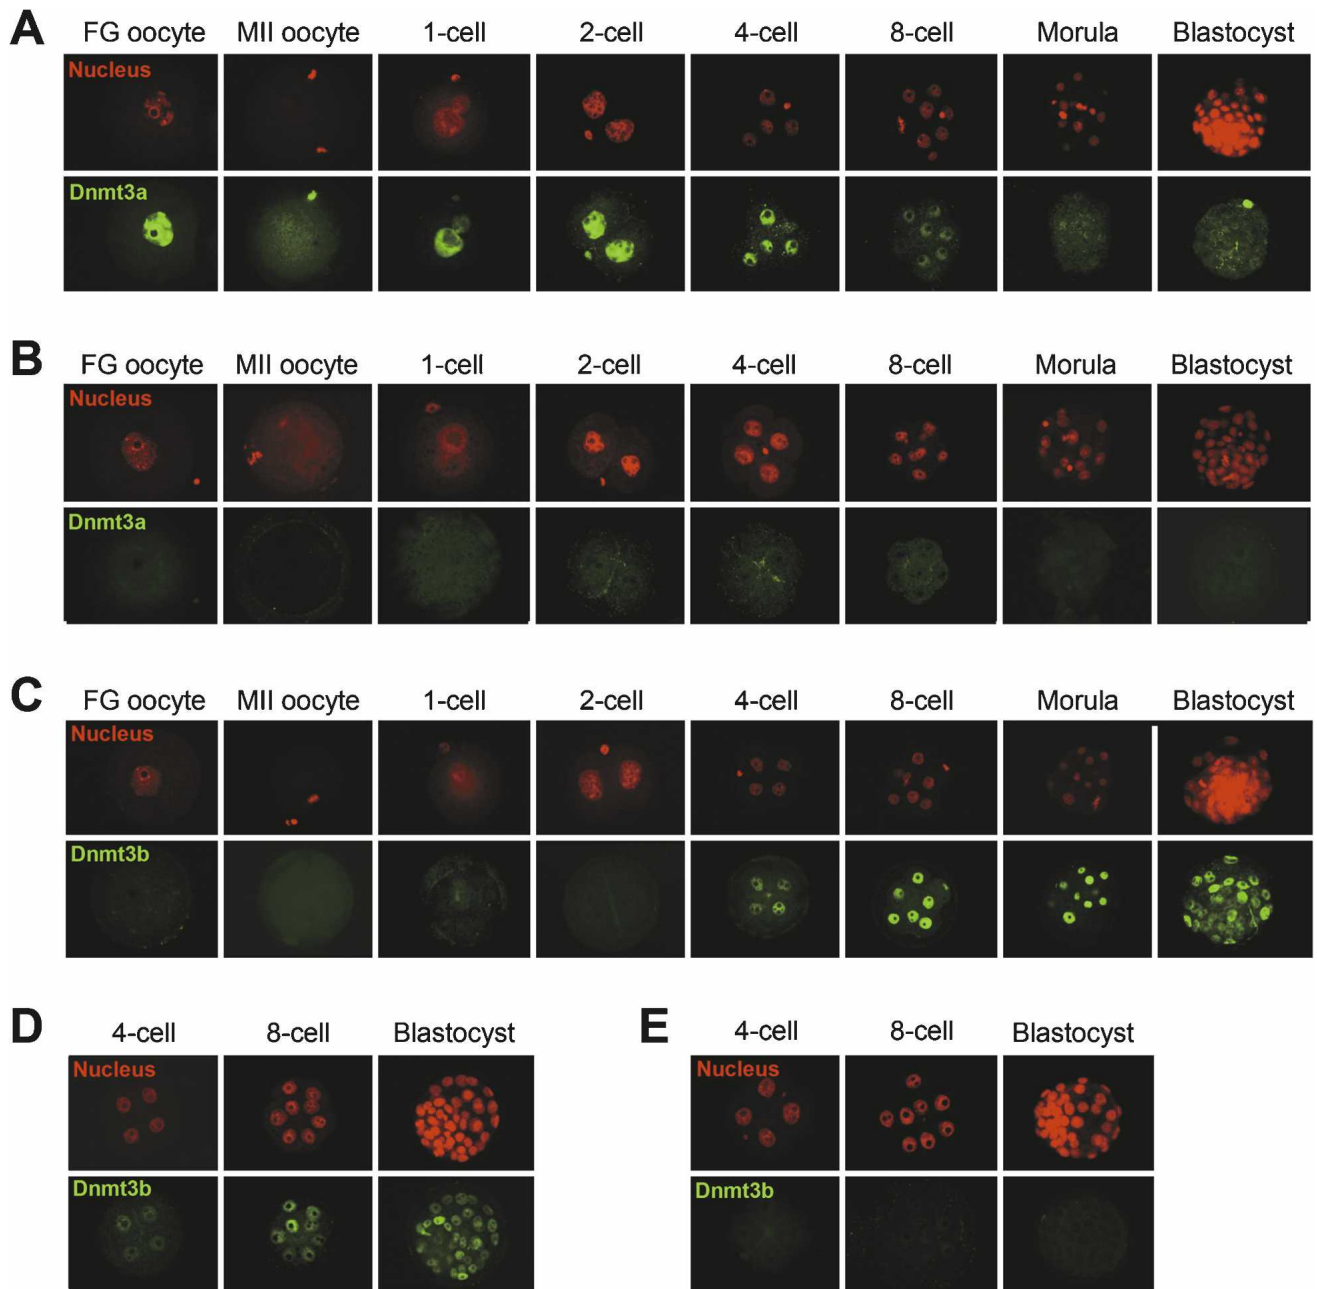 A
FG oocyte MII oocyte 1-cell 2-cell 4-cell 8-cell Morula Blastocyst
Nucleus
Dnmt3a
B
FG oocyte MII oocyte 1-cell 2-cell 4-cell 8-cell Morula Blastocyst
Nucleus
Dnmt3a
C
FG oocyte MII oocyte 1-cell 2-cell 4-cell 8-cell Morula Blastocyst
Nucleus
Dnmt3b
D
4-cell 8-cell Blastocyst
Nucleus
Dnmt3b
E
4-cell 8-cell Blastocyst
Nucleus
Dnmt3b